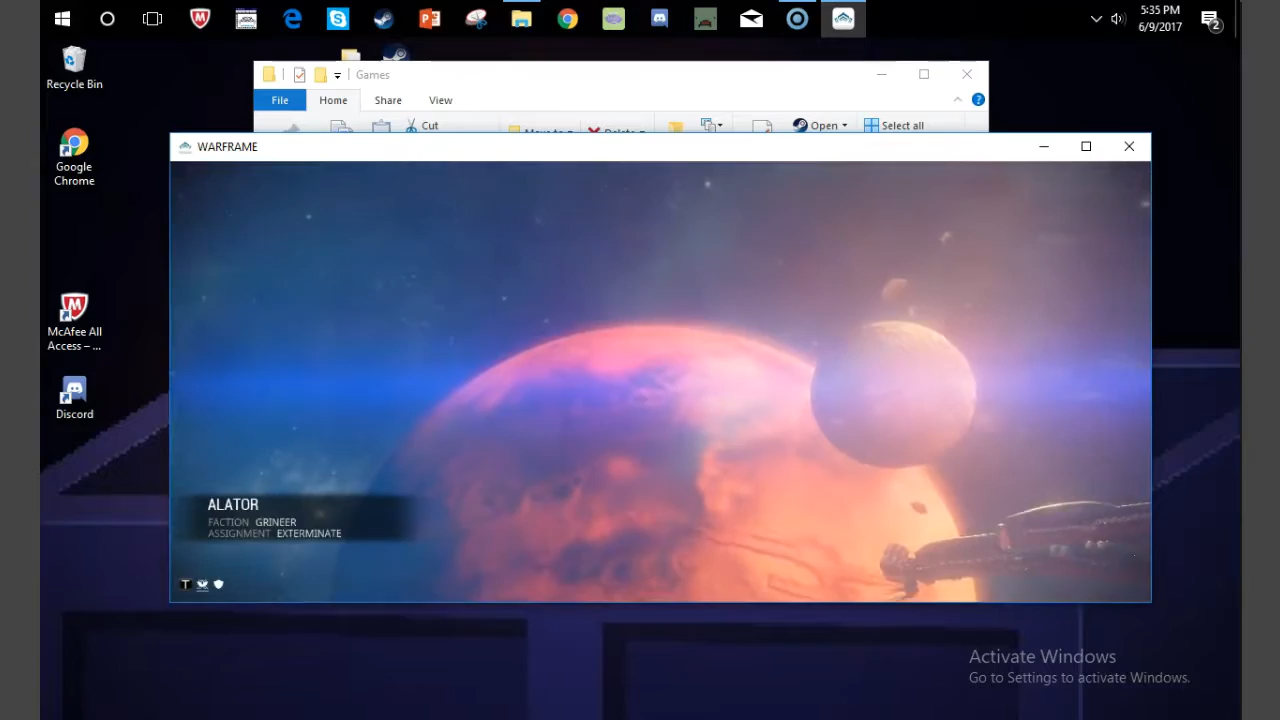 5:35 PM
6/9/2017
2
Recycle Bin
Games
File
Home
Share
View
Cut
Open
Select all
Google
Chrome
WARFRAME
McAfee All
Access – ...
Discord
ALATOR
FACTION GRINEER
ASSIGNMENT EXTERMINATE
Activate Windows
Go to Settings to activate Windows.